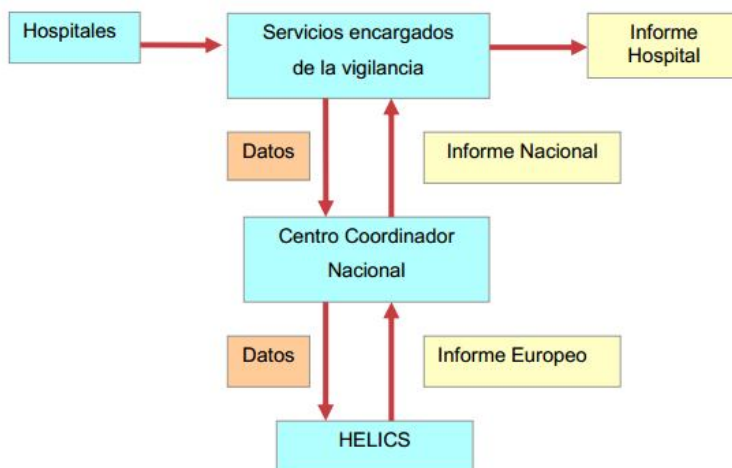 Hospitales
Servicios encargados
de la vigilancia
Informe
Hospital
Datos
Informe Nacional
Centro Coordinador
Nacional
Datos
Informe Europeo
HELICS